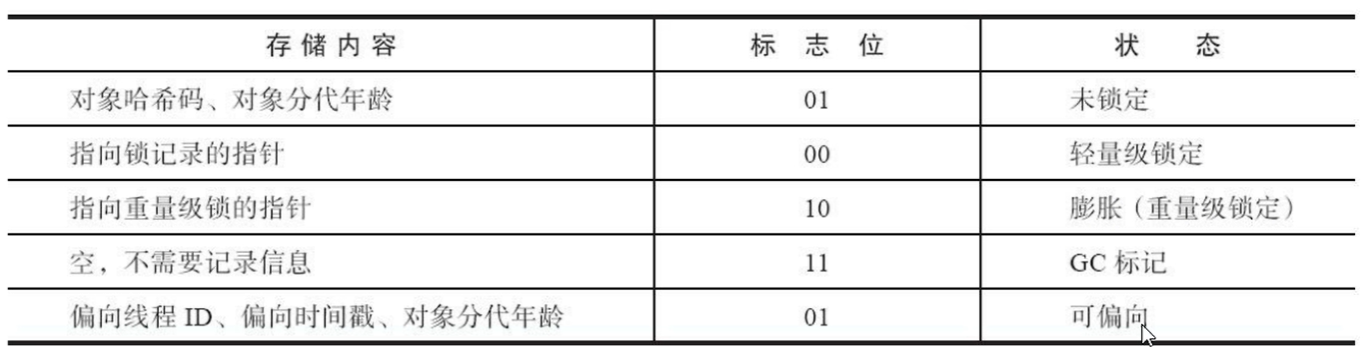 存储内容 标志位 状态
对象哈希码、对象分代年龄 01 未锁定
指向锁记录的指针 00 轻量级锁定
指向重量级锁的指针 10 膨胀（重量级锁定）
空，不需要记录信息 11 GC 标记
偏向线程 ID、偏向时间戳、对象分代年龄 01 可偏向